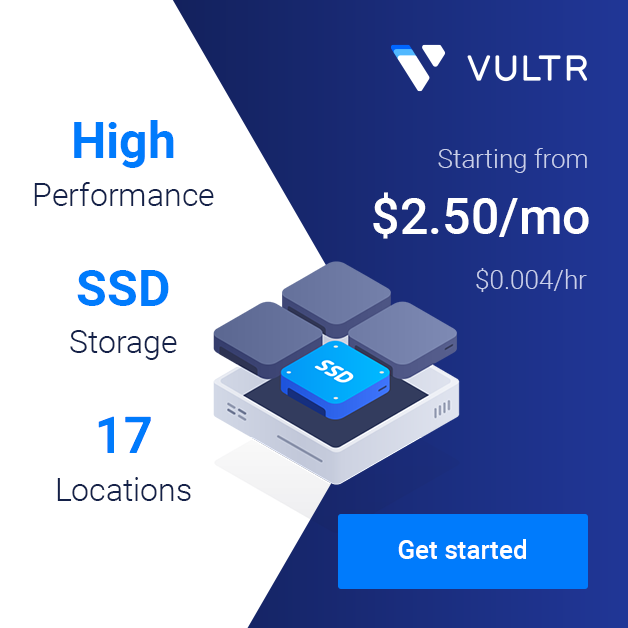 VULTR
High
Performance
SSD
Storage
17
Locations
Starting from
$2.50/mo
$0.004/hr
SSD
Get started